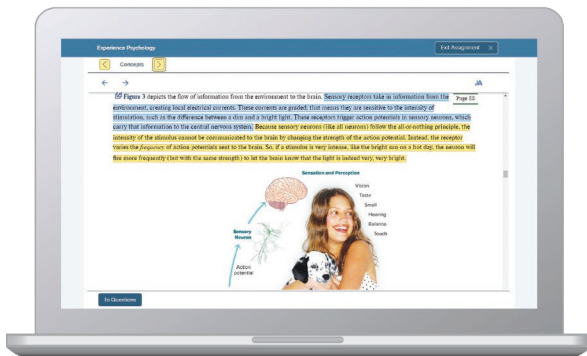 Experience Psychology
Exit Assignment ×
Concepts
Figure 3 depicts the flow of information from the environment to the brain. Sensory receptors take in information from the
Page 55
environment, creating local electrical currents. These currents are graded; that means they are sensitive to the intensity of
stimulation, such as the difference between a dim and a bright light. These receptors trigger action potentials in sensory neurons, which
carry that information to the central nervous system. Because sensory neurons (like all neurons) follow the all-or-nothing principle, the
intensity of the stimulus cannot be communicated to the brain by changing the strength of the action potential. Instead, the receptor
varies the frequency of action potentials sent to the brain. So, if a stimulus is very intense, like the bright sun on a hot day, the neuron will
fire more frequently (but with the same strength) to let the brain know that the light is indeed very, very bright.
Sensation and Perception
Vision
Taste
Smell
Hearing
Balance
Touch
Sensory
Neuron
Action
potential
To Questions